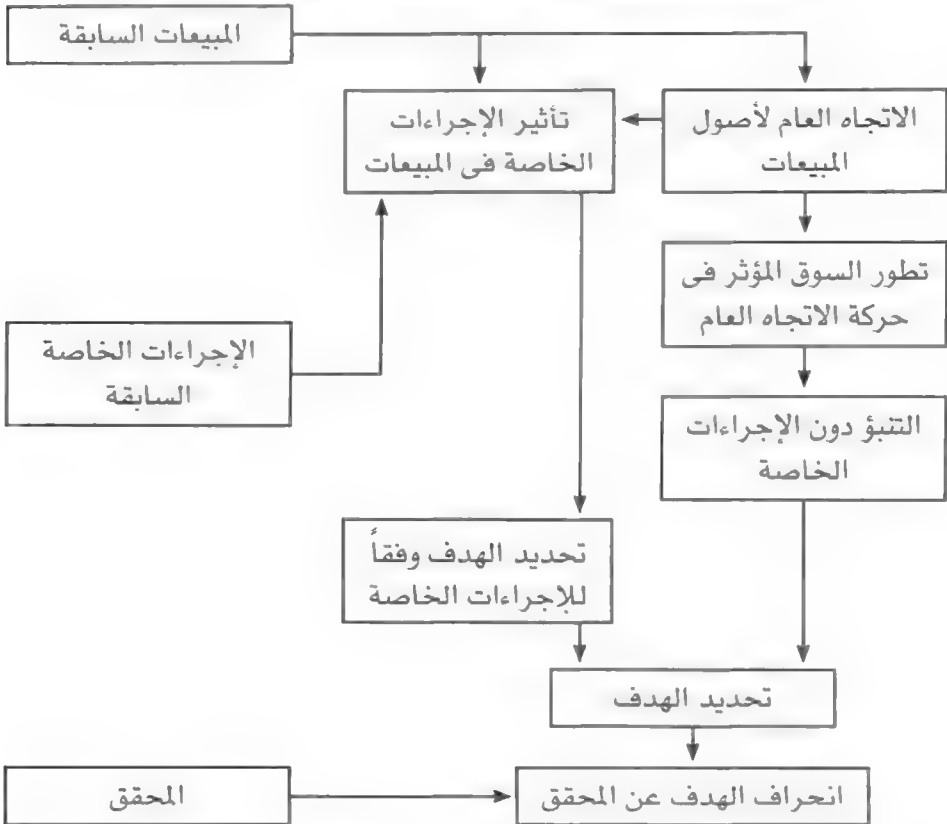 المبيعات السابقة
تأثير الإجراءات
الخاصة فى المبيعات
الاتجاه العام لأصول
المبيعات
تطور السوق المؤثر فى
حركة الاتجاه العام
الإجراءات الخاصة
السابقة
التنبؤ دون الإجراءات
الخاصة
تحديد الهدف وفقاً
للإجراءات الخاصة
تحديد الهدف
المحقق
انحراف الهدف عن المحقق